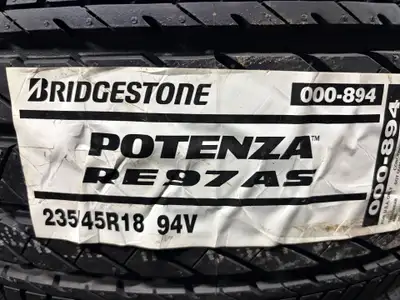 BRIDGESTONE 000-894
POTENZA™
RE97AS
235/45R18 94V
000-894